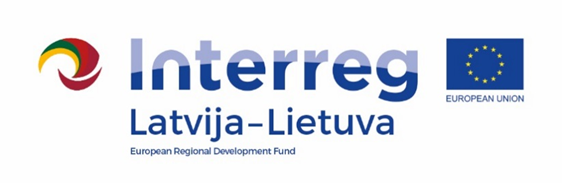 Interreg
EUROPEAN UNION
Latvija–Lietuva
European Regional Development Fund